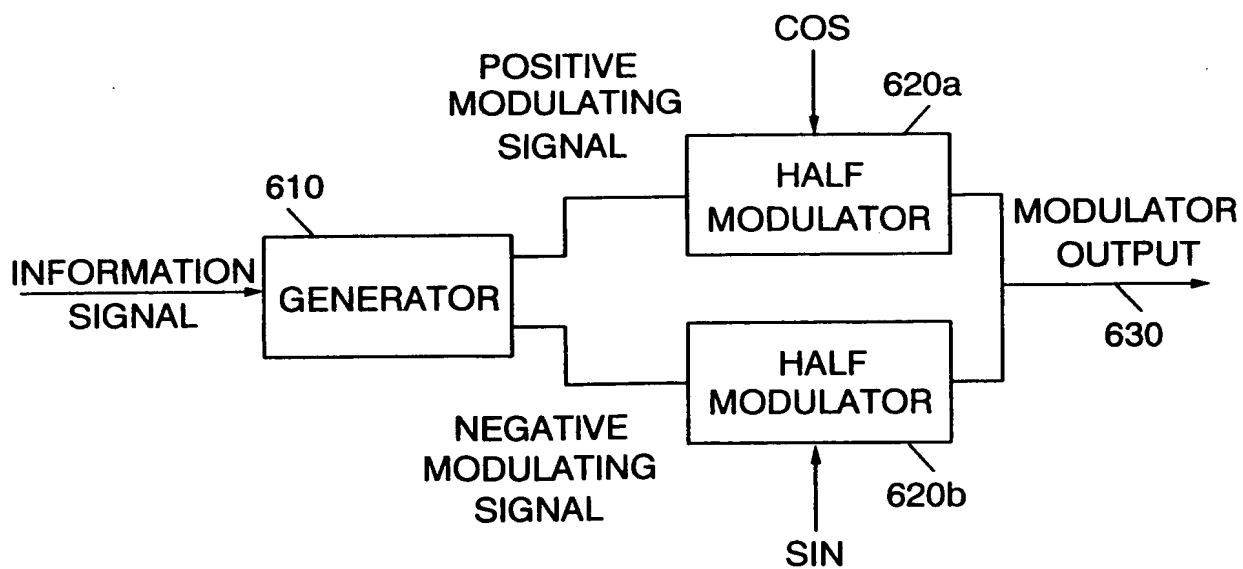 COS
POSITIVE
MODULATING
SIGNAL
620a
HALF
MODULATOR
610
MODULATOR
OUTPUT
INFORMATION
SIGNAL
GENERATOR
630
HALF
MODULATOR
NEGATIVE
MODULATING
SIGNAL
620b
SIN